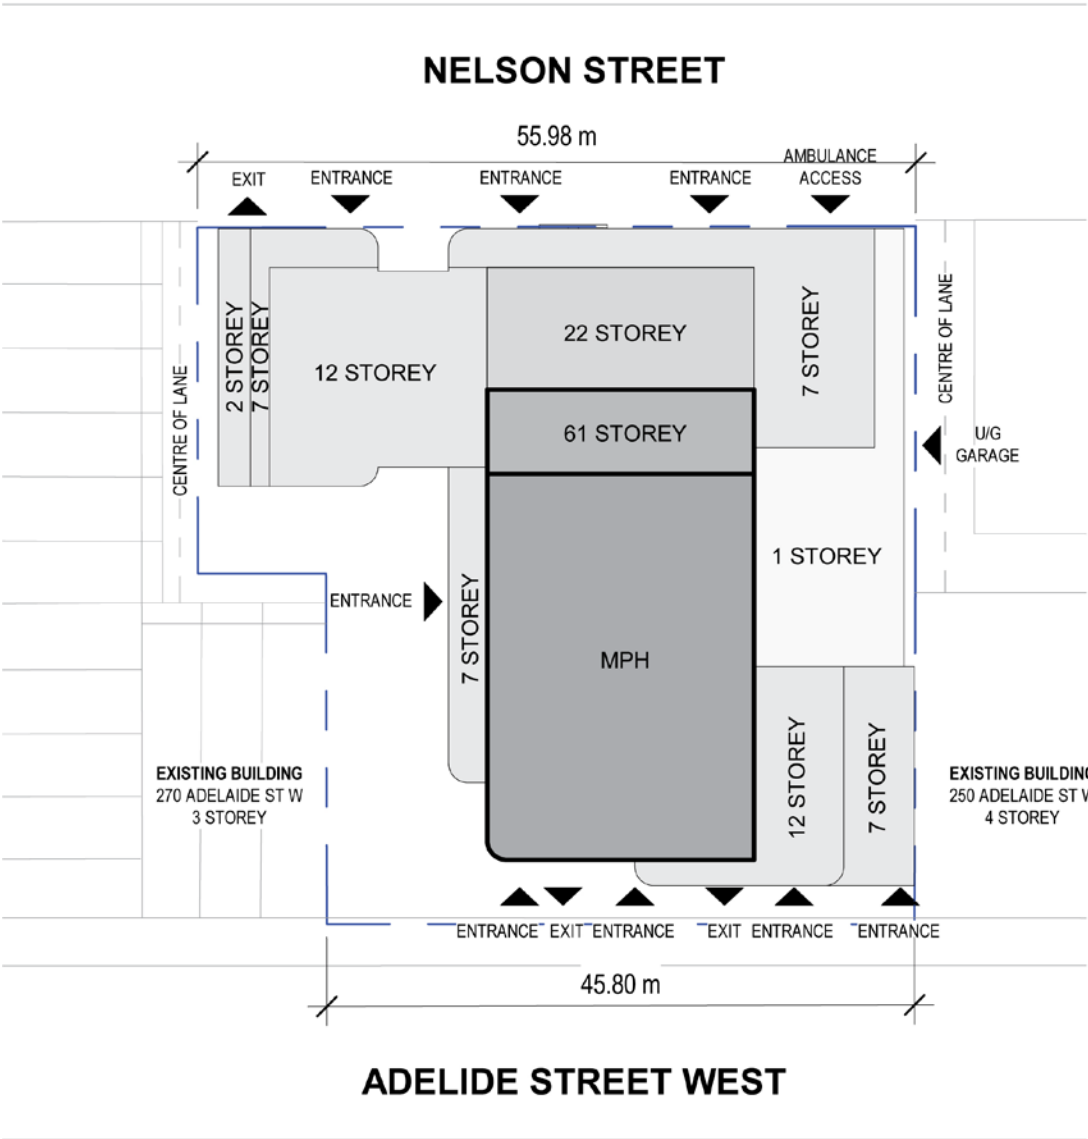 NELSON STREET
55.98 m
EXIT
ENTRANCE
ENTRANCE
ENTRANCE
AMBULANCE
ACCESS
CENTRE OF LANE
2 STOREY
7 STOREY
12 STOREY
22 STOREY
7 STOREY
CENTRE OF LANE
61 STOREY
U/G
GARAGE
1 STOREY
ENTRANCE
7 STOREY
MPH
12 STOREY
7 STOREY
EXISTING BUILDING
270 ADELAIDE ST W
3 STOREY
EXISTING BUILDING
250 ADELAIDE ST W
4 STOREY
ENTRANCE
EXIT
ENTRANCE
EXIT
ENTRANCE
ENTRANCE
45.80 m
ADELIDE STREET WEST